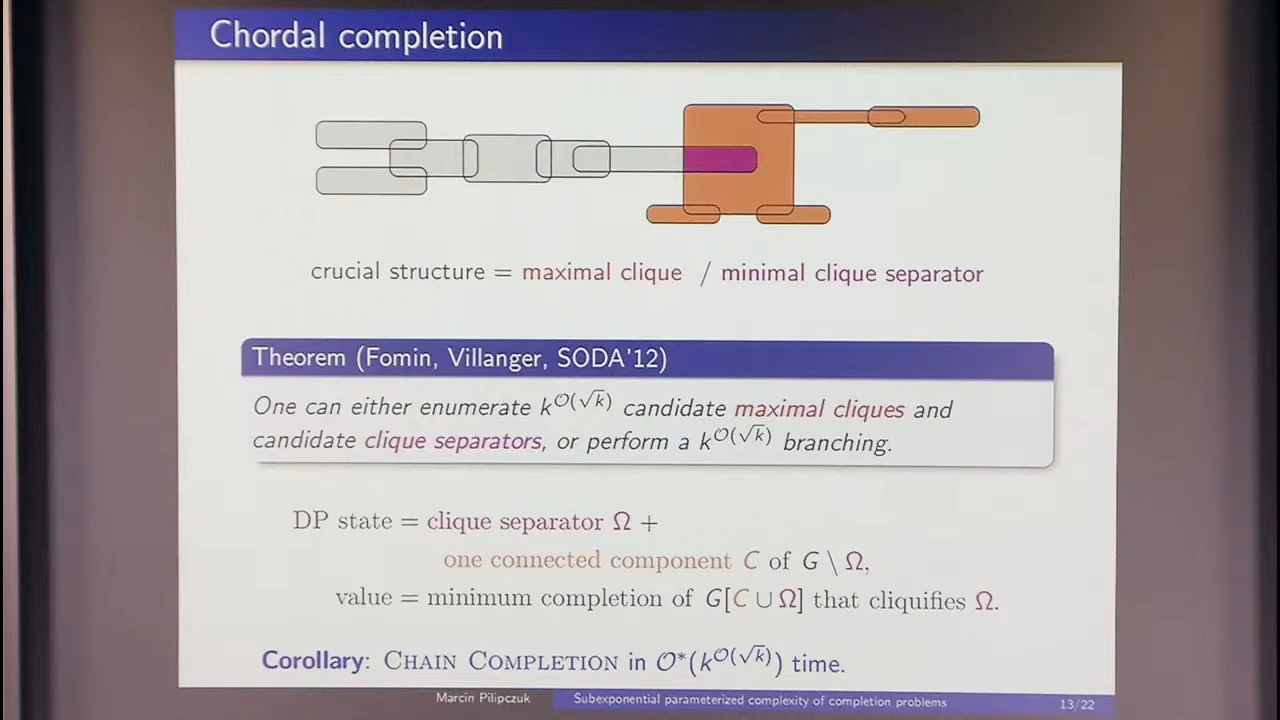 Chordal completion
crucial structure = maximal clique / minimal clique separator
Theorem (Fomin, Villanger, SODA'12)
One can either enumerate k^{O(√k)} candidate maximal cliques and
candidate clique separators, or perform a k^{O(√k)} branching.
DP state = clique separator Ω +
one connected component C of G \ Ω,
value = minimum completion of G[C ∪ Ω] that cliquifies Ω.
Corollary: CHAIN COMPLETION in O*(k^{O(√k)}) time.
Marcin Pilipczuk Subexponential parameterized complexity of completion problems 13/22